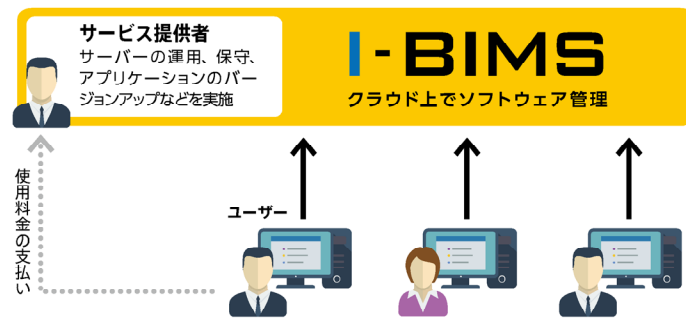 サービス提供者
サーバーの運用、保守、
アプリケーションのバー
ジョンアップなどを実施
I-BIMS
クラウド上でソフトウェア管理
使用料金の支払い
ユーザー